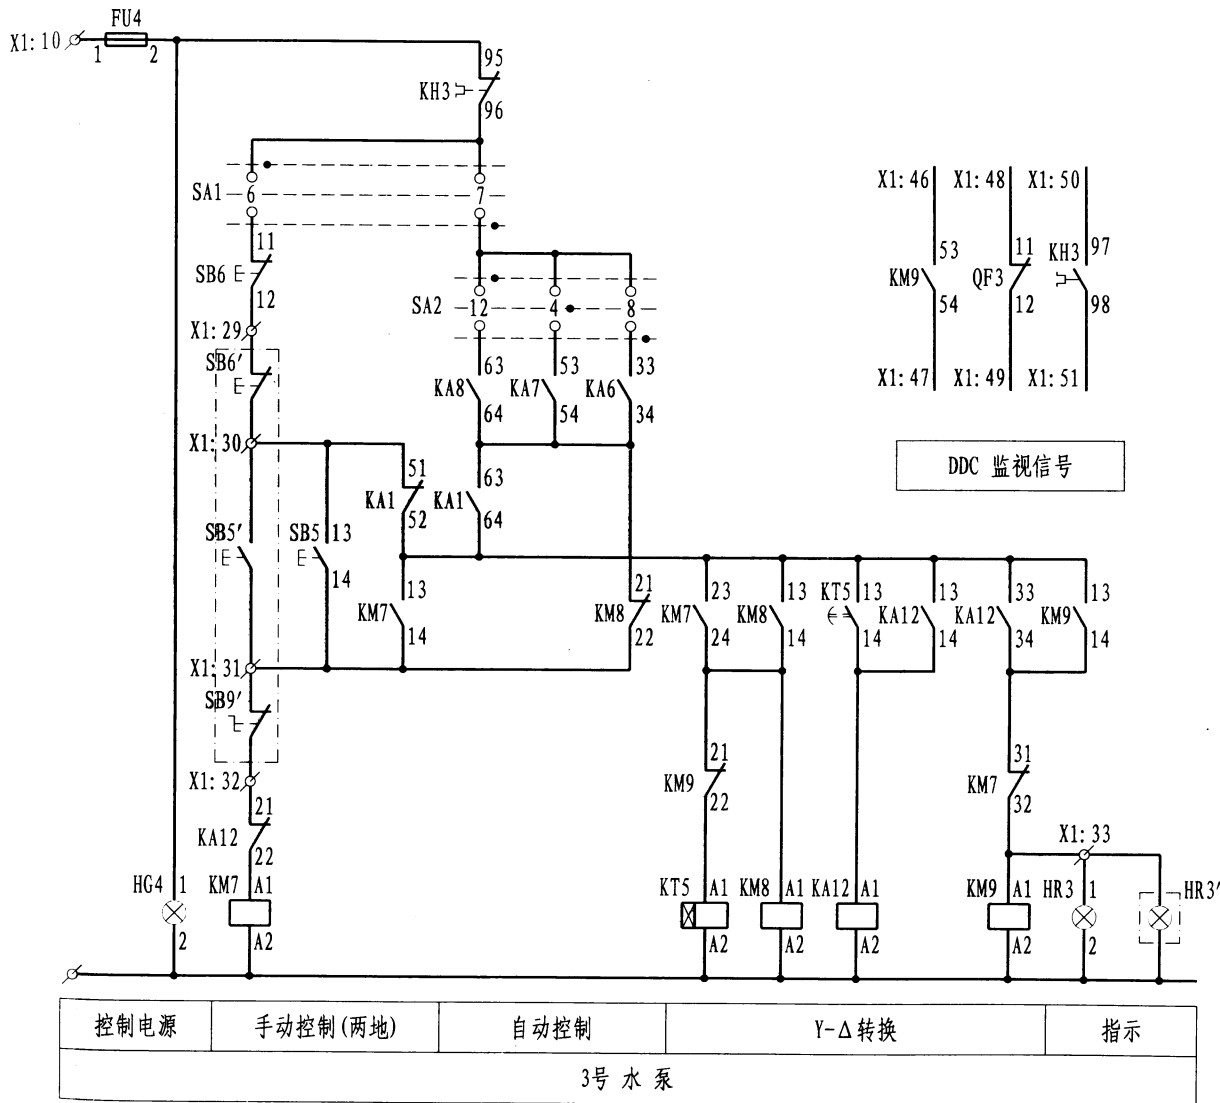 FU4
X1:10
1 2
95
KH3
96
SA1 6 7
11
SB6
12
X1:29
SB6′
X1:30
SA2 12 4 8
63 53 33
KA8 KA7 KA6
64 54 34
51 63
KA1 KA1
52 64
SB5′ SB5 13
14
13
KM7
14
21
KM8
22
X1:31
SB9′
X1:32
21
KA12
22
HG4 1
2
KM7 A1
A2
23 13 KT5 13 13 33 13
KM7 KM8 KA12 KA12 KM9
24 14 14 14 34 14
21
KM9
22
31
KM7
32
X1:33
KT5 A1 KM8 A1 KA12 A1 KM9 A1 HR3 1 HR3′
A2 A2 A2 A2 2
X1:46 X1:48 X1:50
53 11 KH3 97
KM9 QF3
54 12 98
X1:47 X1:49 X1:51
DDC 监视信号
控制电源 手动控制(两地) 自动控制 Y-Δ转换 指示
3号 水 泵